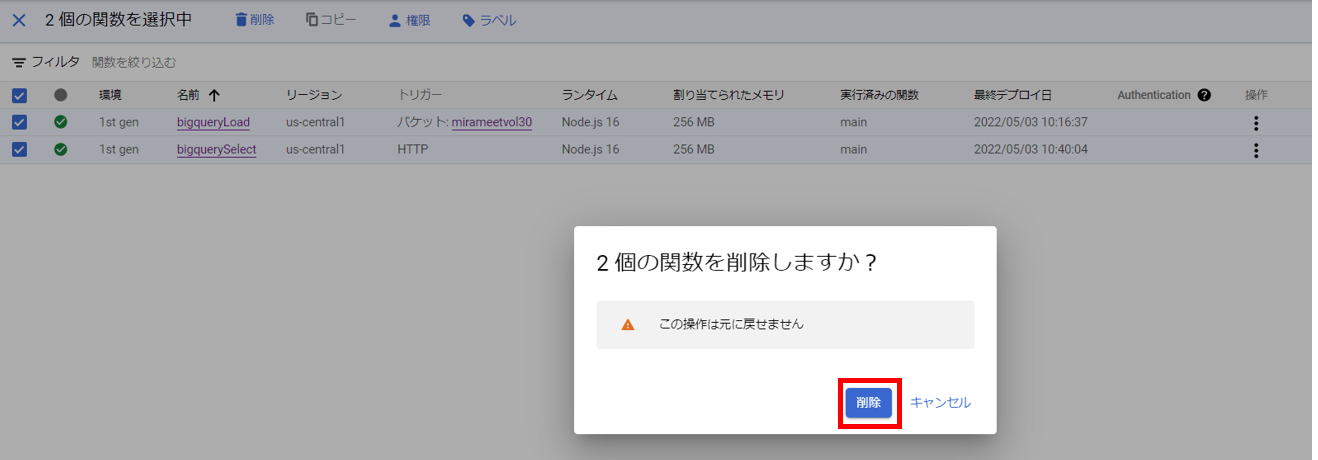 2 個の関数を選択中 削除 コピー 権限 ラベル
フィルタ 関数を絞り込む
環境 名前 リージョン トリガー ランタイム 割り当てられたメモリ 実行済みの関数 最終デプロイ日 Authentication 操作
1st gen bigqueryLoad us-central1 バケット: mirameetvol30 Node.js 16 256 MB main 2022/05/03 10:16:37
1st gen bigquerySelect us-central1 HTTP Node.js 16 256 MB main 2022/05/03 10:40:04
2 個の関数を削除しますか？
この操作は元に戻せません
削除 キャンセル